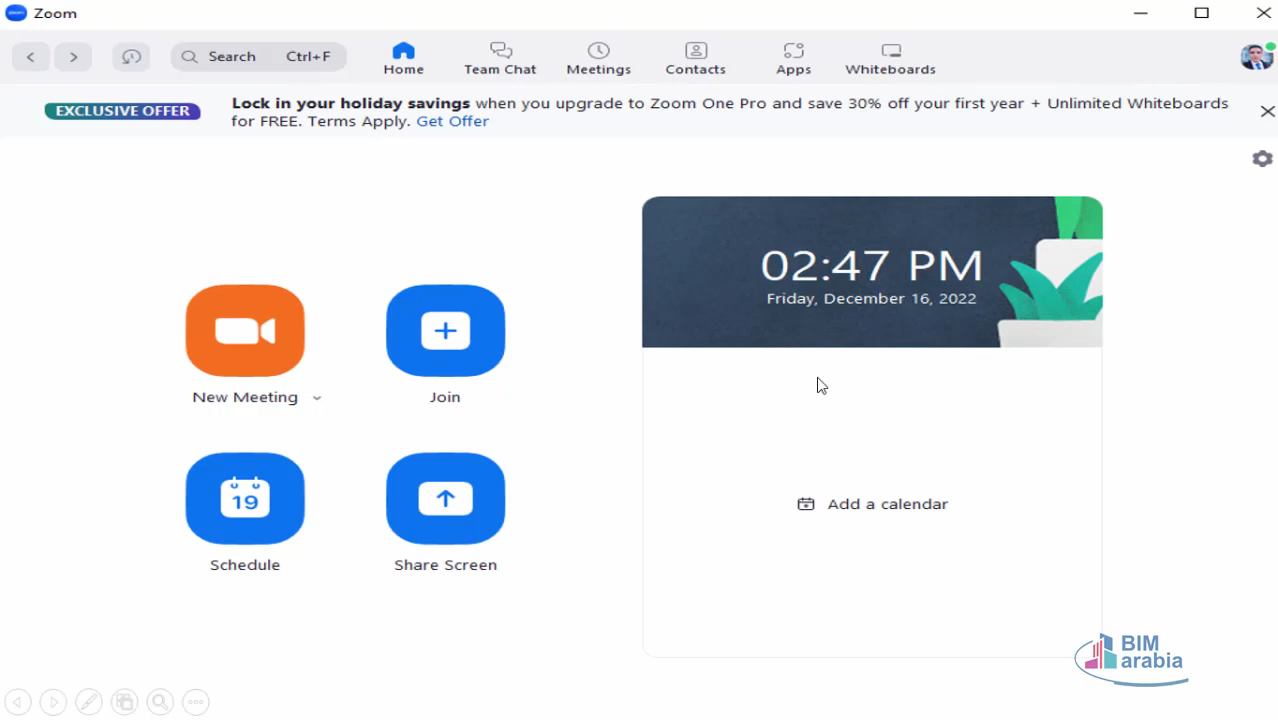 zoom
Zoom
Search Ctrl+F
Home
Team Chat
Meetings
Contacts
Apps
Whiteboards
EXCLUSIVE OFFER
Lock in your holiday savings when you upgrade to Zoom One Pro and save 30% off your first year + Unlimited Whiteboards
for FREE. Terms Apply. Get Offer
02:47 PM
Friday, December 16, 2022
New Meeting
Join
19
Schedule
Share Screen
Add a calendar
BIM
arabia